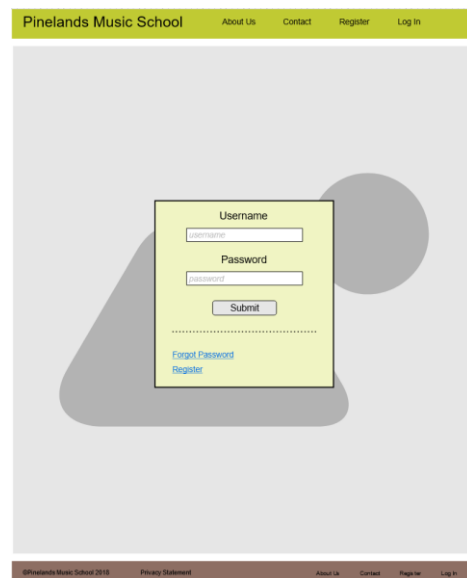 Pinelands Music School About Us Contact Register Log In
Username
username
Password
password
Submit
Forgot Password
Register
©Pinelands Music School 2018 Privacy Statement About Us Contact Register Log In